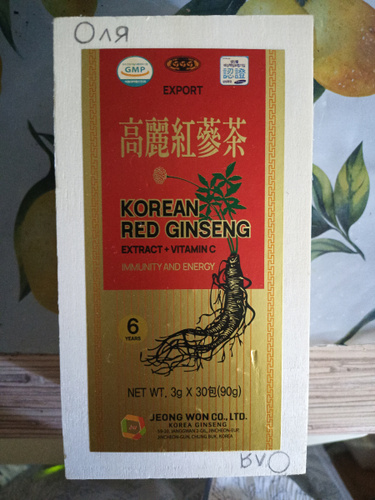 Оля
GMP
EXPORT
高麗紅蔘茶
KOREAN
RED GINSENG
EXTRACT + VITAMIN C
IMMUNITY AND ENERGY
6
YEARS
NET WT. 3g X 30包(90g)
JEONG WON CO., LTD.
KOREA GINSENG
Оля